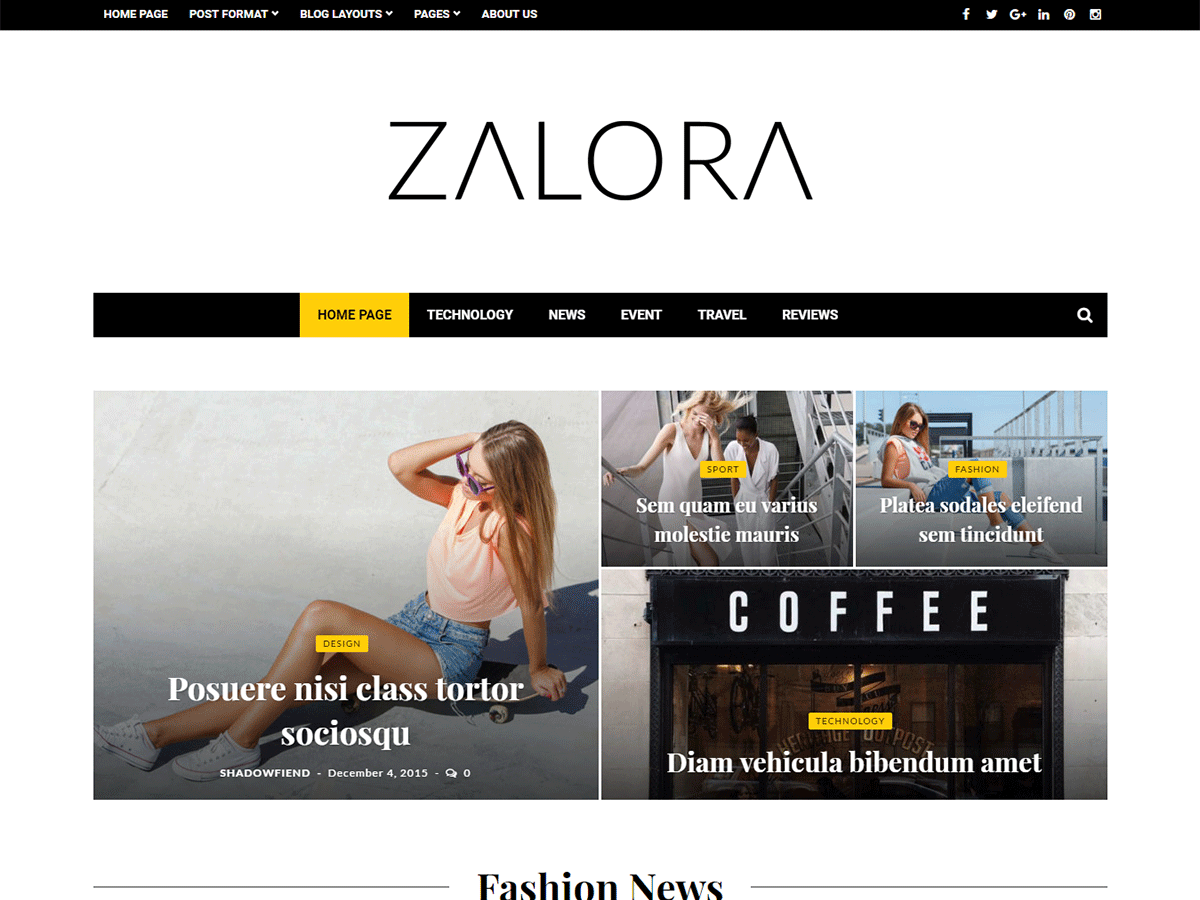 HOME PAGE POST FORMAT BLOG LAYOUTS PAGES ABOUT US
ZALORA
HOME PAGE TECHNOLOGY NEWS EVENT TRAVEL REVIEWS
DESIGN
Posuere nisi class tortor
sociosqu
SHADOWFIEND - December 4, 2015 - 0
SPORT
Sem quam eu varius
molestie mauris
FASHION
Platea sodales eleifend
sem tincidunt
COFFEE
HERITAGE OUTPOST
TECHNOLOGY
Diam vehicula bibendum amet
Fashion News